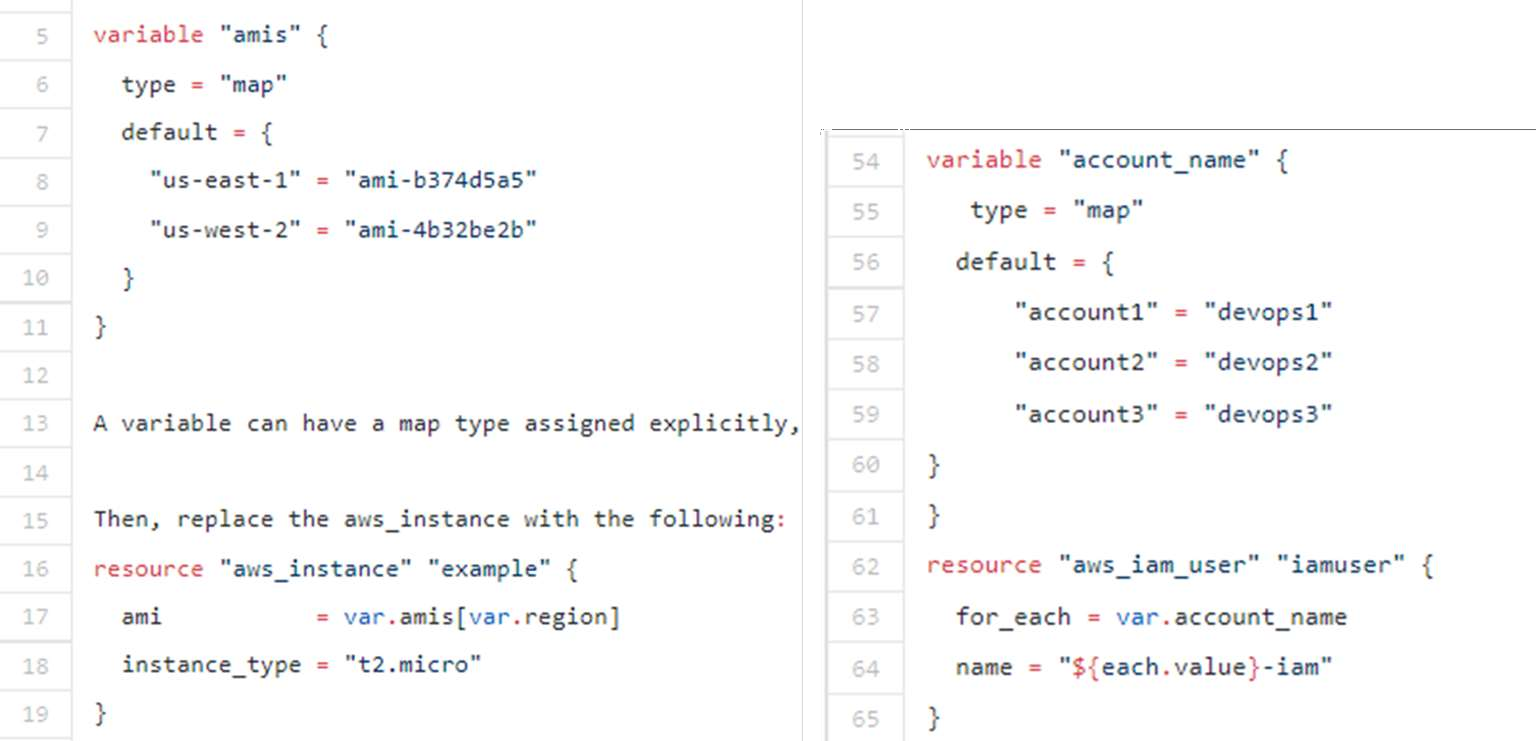 5 variable "amis" {
6 type = "map"
7 default = {
8 "us-east-1" = "ami-b374d5a5"
9 "us-west-2" = "ami-4b32be2b"
10 }
11 }
12
13 A variable can have a map type assigned explicitly,
14
15 Then, replace the aws_instance with the following:
16 resource "aws_instance" "example" {
17 ami = var.amis[var.region]
18 instance_type = "t2.micro"
19 }
54 variable "account_name" {
55 type = "map"
56 default = {
57 "account1" = "devops1"
58 "account2" = "devops2"
59 "account3" = "devops3"
60 }
61 }
62 resource "aws_iam_user" "iamuser" {
63 for_each = var.account_name
64 name = "${each.value}-iam"
65 }